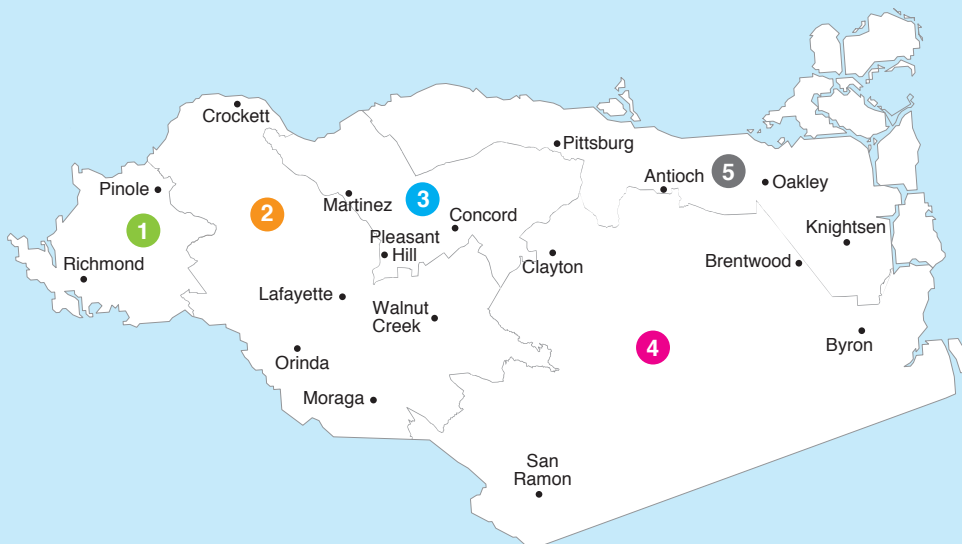 Crockett
Pittsburg
Pinole
Antioch
5
Oakley
Martinez
3
2
Concord
1
Knightsen
Pleasant
Hill
Richmond
Clayton
Brentwood
Lafayette
Walnut
Creek
Orinda
4
Byron
Moraga
San
Ramon